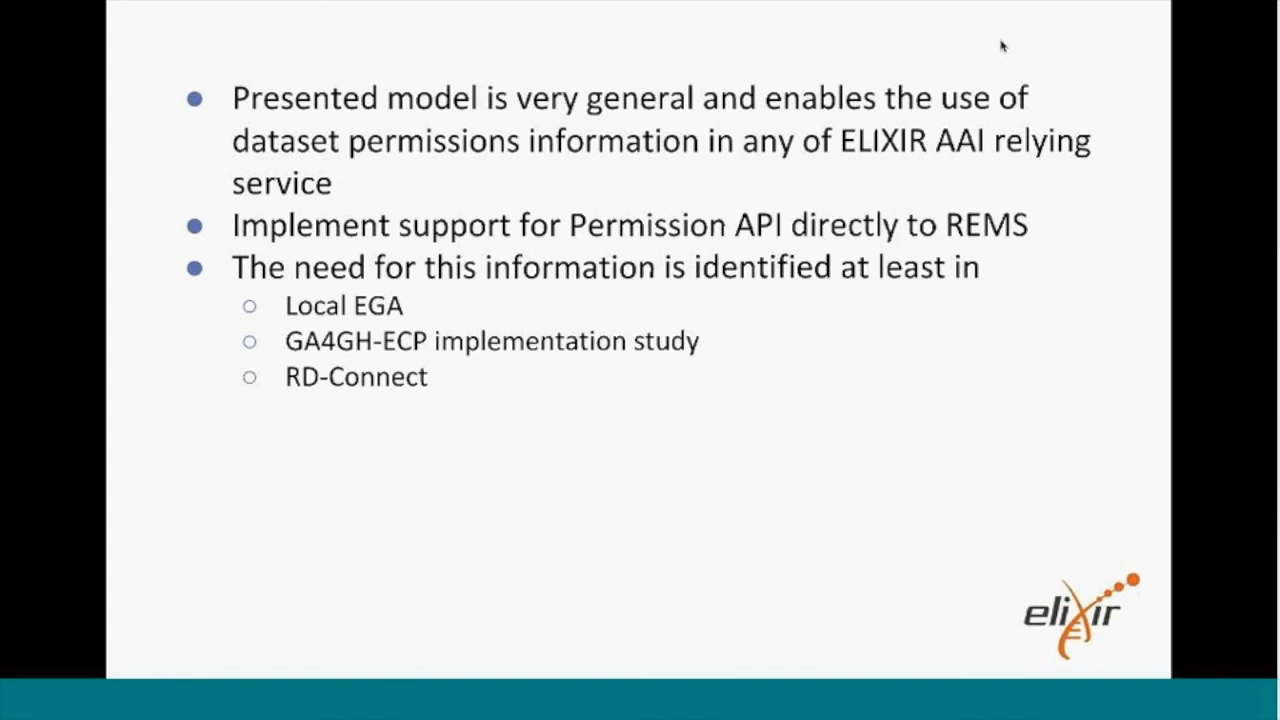 Presented model is very general and enables the use of
dataset permissions information in any of ELIXIR AAI relying
service
Implement support for Permission API directly to REMS
The need for this information is identified at least in
Local EGA
GA4GH-ECP implementation study
RD-Connect
elixir